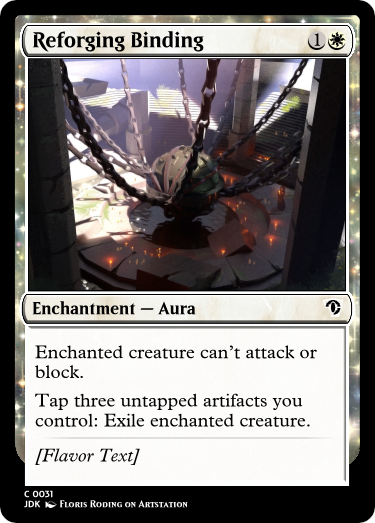 Reforging Binding 1
Enchantment — Aura
Enchanted creature can't attack or
block.
Tap three untapped artifacts you
control: Exile enchanted creature.
[Flavor Text]
C 0031
JDK Floris Roding on Artstation